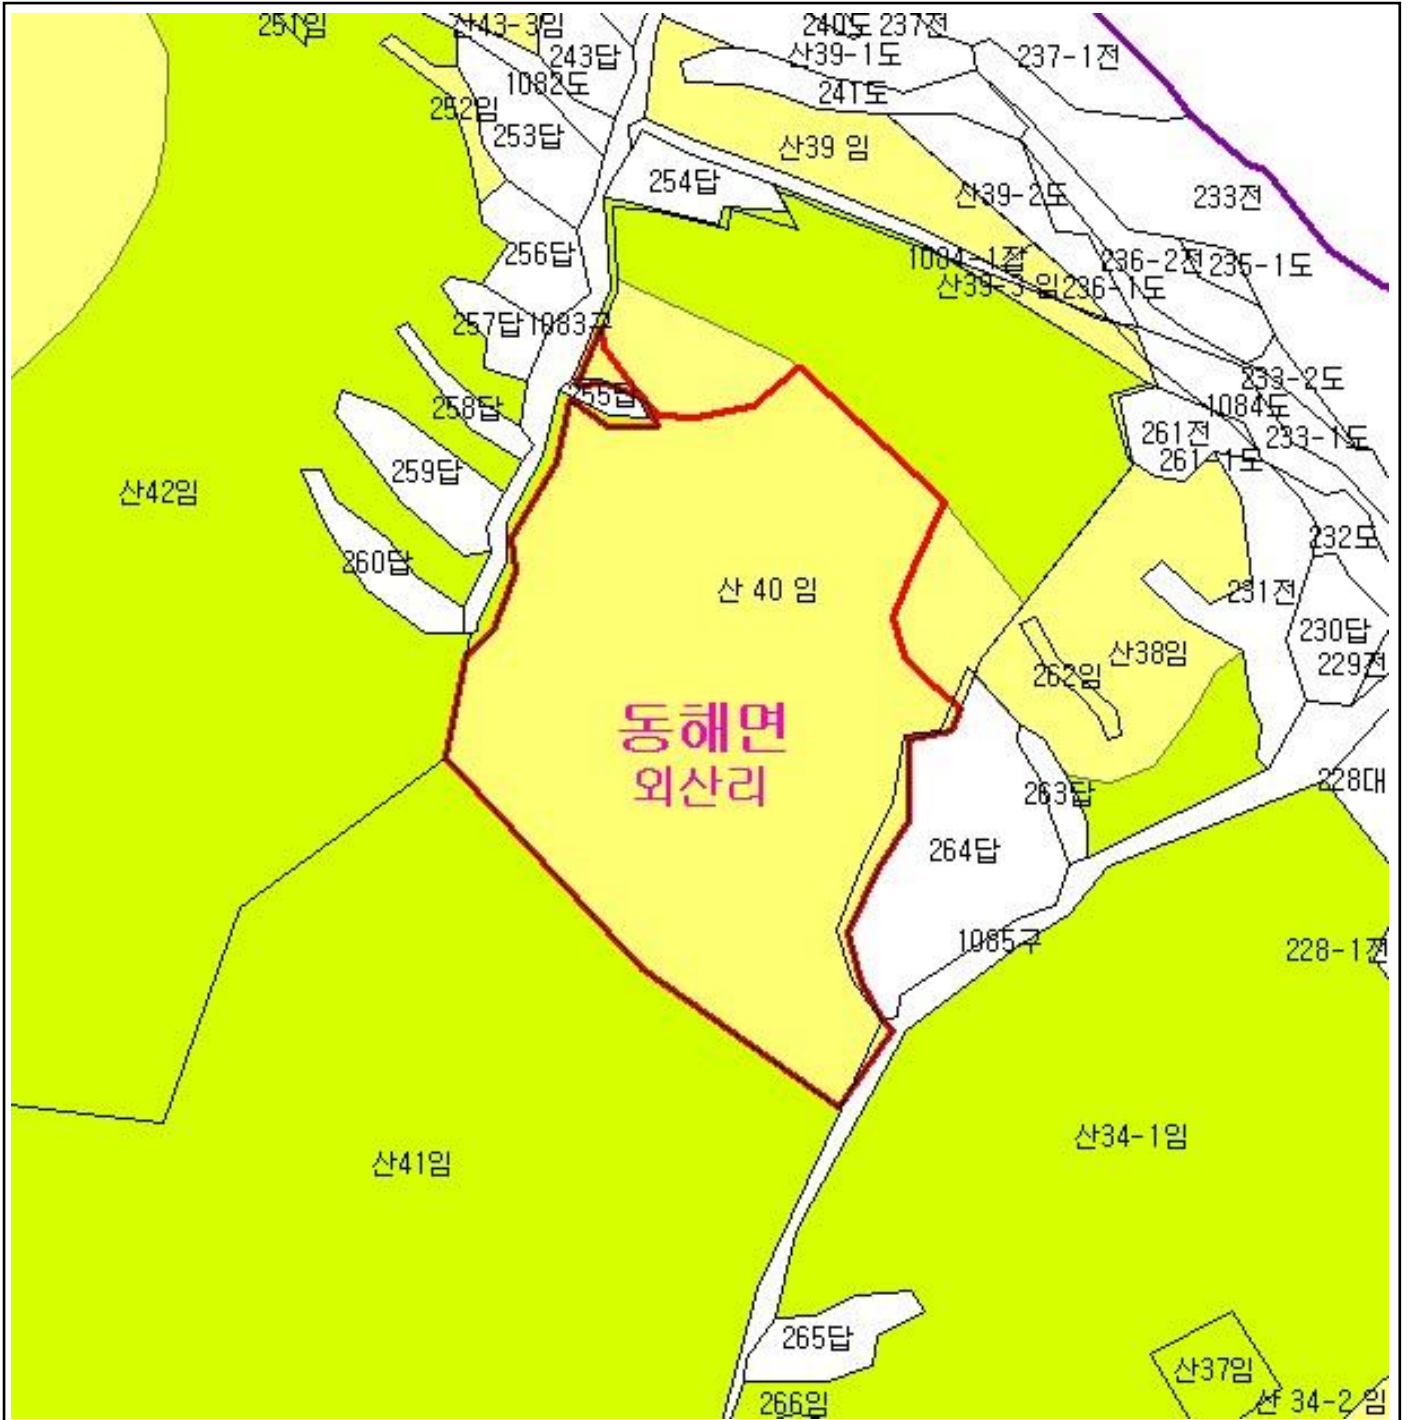 251임
산43-3임
240도
237전
243답
산39-1도
237-1전
1082도
241도
252임
253답
산39 임
254답
산39-2도
233전
256답
1084-1잡
236-2전
235-1도
산39-3 임
236-1도
257답
1083구
233-2도
255답
258답
1084도
261전
233-1도
261-1도
259답
산42임
232도
260답
산 40 임
231전
230답
산38임
229전
262임
동해면
외산리
228대
263답
264답
1085구
228-1전
산34-1임
산41임
265답
산37임
266임
산 34-2 임